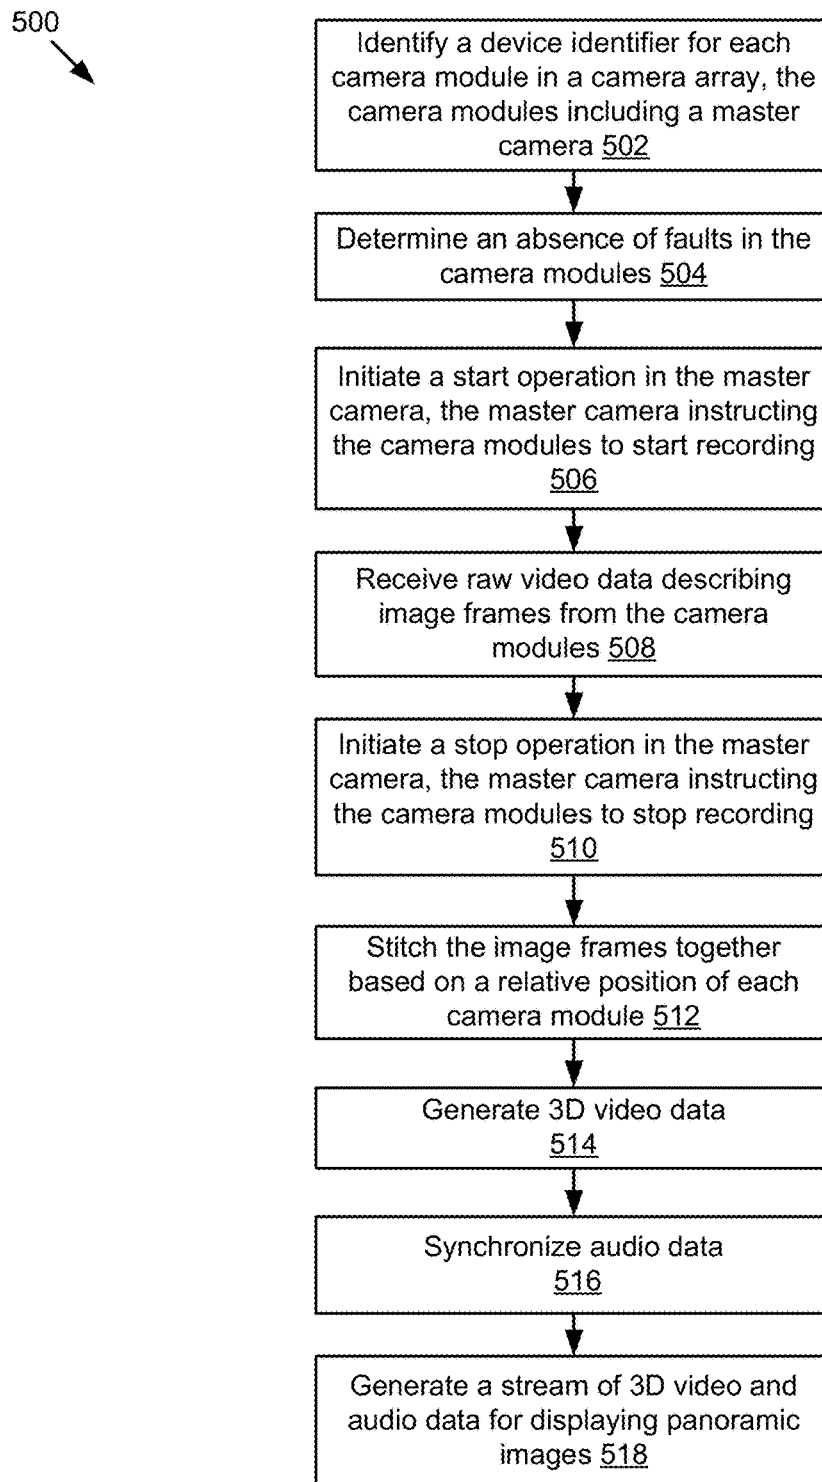 500
Identify a device identifier for each
camera module in a camera array, the
camera modules including a master
camera 502
Determine an absence of faults in the
camera modules 504
Initiate a start operation in the master
camera, the master camera instructing
the camera modules to start recording
506
Receive raw video data describing
image frames from the camera
modules 508
Initiate a stop operation in the master
camera, the master camera instructing
the camera modules to stop recording
510
Stitch the image frames together
based on a relative position of each
camera module 512
Generate 3D video data
514
Synchronize audio data
516
Generate a stream of 3D video and
audio data for displaying panoramic
images 518